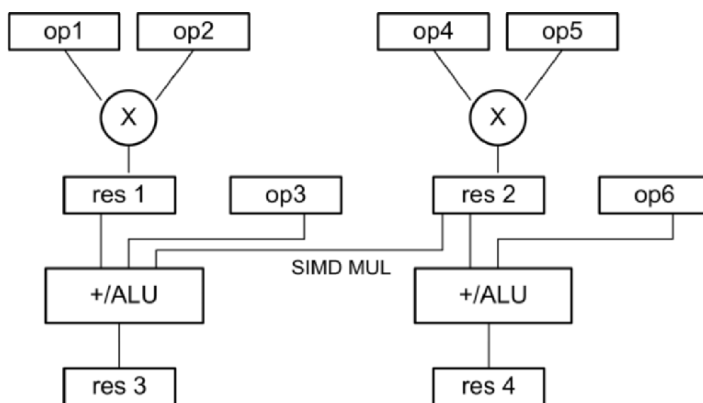 op1 op2 op4 op5
X X
res 1 op3 res 2 op6
SIMD MUL
+/ALU +/ALU
res 3 res 4